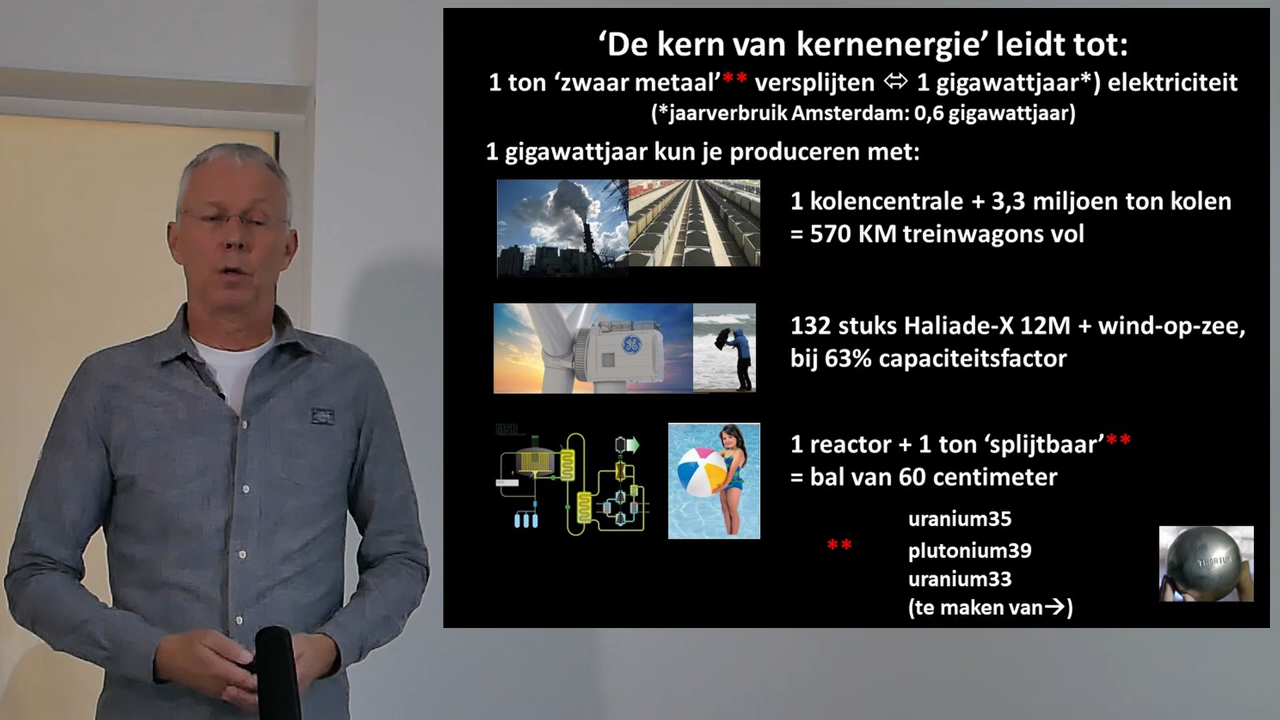 ‘De kern van kernenergie’ leidt tot:
1 ton ‘zwaar metaal’** versplijten ⬄ 1 gigawattjaar*) elektriciteit
(*jaarverbruik Amsterdam: 0,6 gigawattjaar)
1 gigawattjaar kun je produceren met:
1 kolencentrale + 3,3 miljoen ton kolen
= 570 KM treinwagons vol
132 stuks Haliade-X 12M + wind-op-zee,
bij 63% capaciteitsfactor
MSR
1 reactor + 1 ton ‘splijtbaar’**
= bal van 60 centimeter
uranium35
** plutonium39
uranium33
(te maken van→)
THORIUM